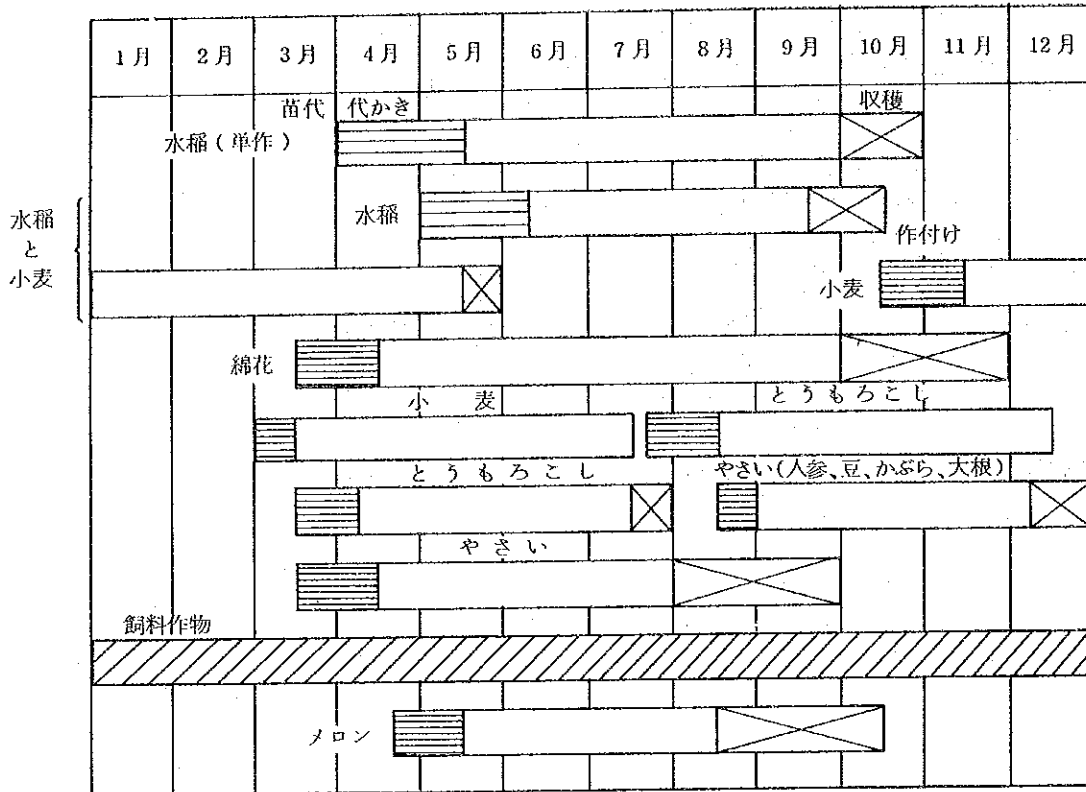 1月 2月 3月 4月 5月 6月 7月 8月 9月 10月 11月 12月
苗代 代かき 収穫
水稲(単作)
水稲
水稲
と
小麦
作付け
小麦
綿花
小麦 とうもろこし
とうもろこし やさい(人参、豆、かぶら、大根)
やさい
飼料作物
メロン